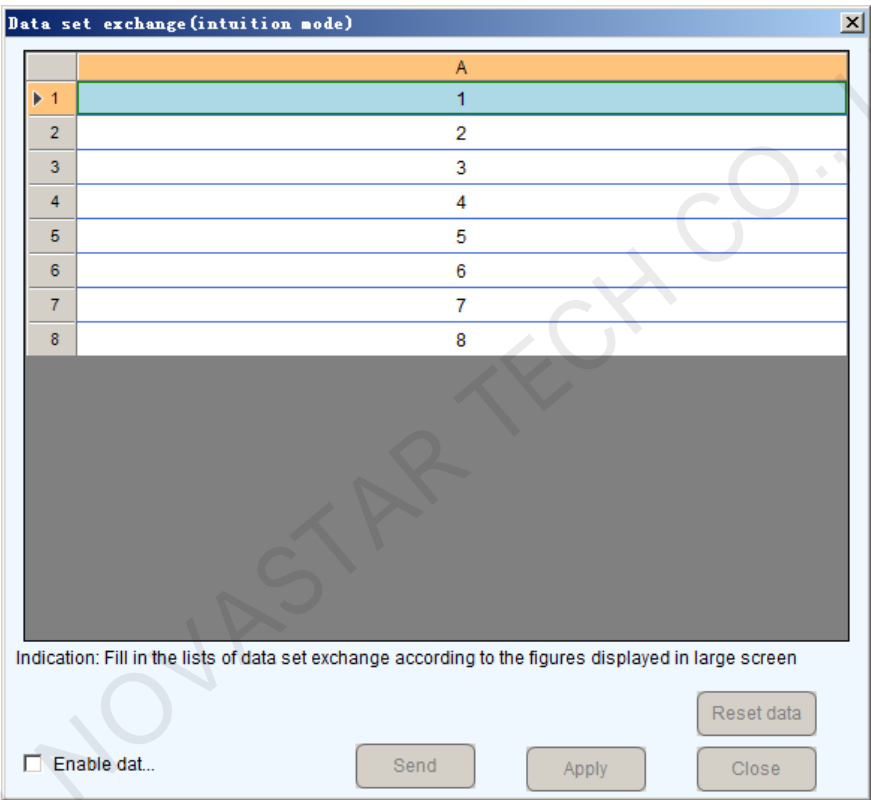 Data set exchange(intuition mode)
A
1 1
2 2
3 3
4 4
5 5
6 6
7 7
8 8
Indication: Fill in the lists of data set exchange according to the figures displayed in large screen
Reset data
Enable dat... Send Apply Close
NOVASTAR TECH CO.,